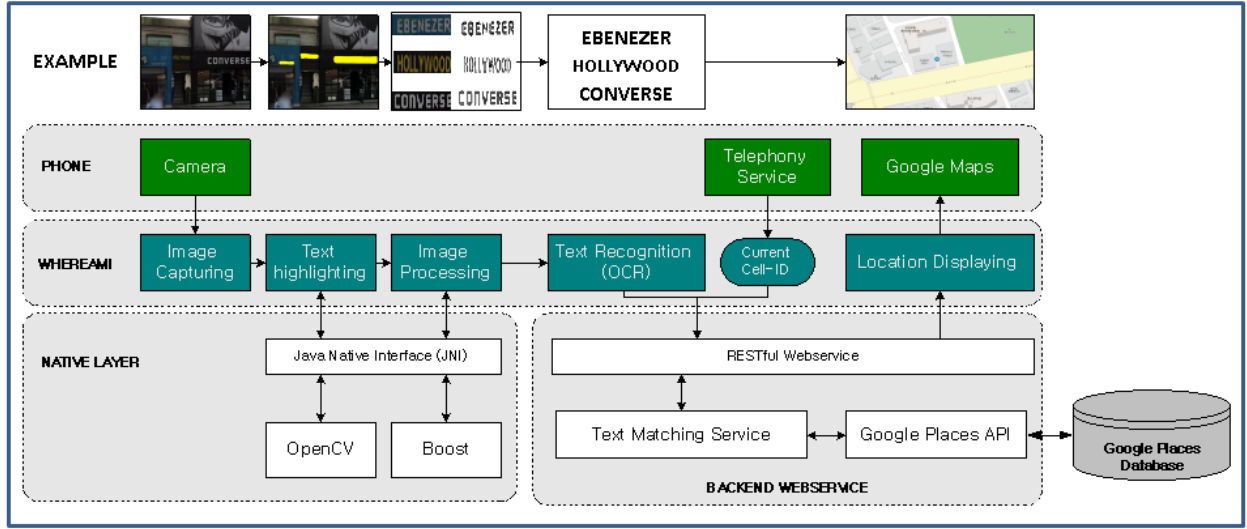 EXAMPLE
CONVERSE
EBENEZER EBENEZER
HOLLYWOOD HOLLYWOOD
CONVERSE CONVERSE
EBENEZER
HOLLYWOOD
CONVERSE
PHONE
Camera
Telephony
Service
Google Maps
WHEREAMI
Image
Capturing
Text
highlighting
Image
Processing
Text Recognition
(OCR)
Current
Cell-ID
Location Displaying
NATIVE LAYER
Java Native Interface (JNI)
OpenCV
Boost
RESTful Webservice
Text Matching Service
Google Places API
BACKEND WEBSERVICE
Google Places
Database